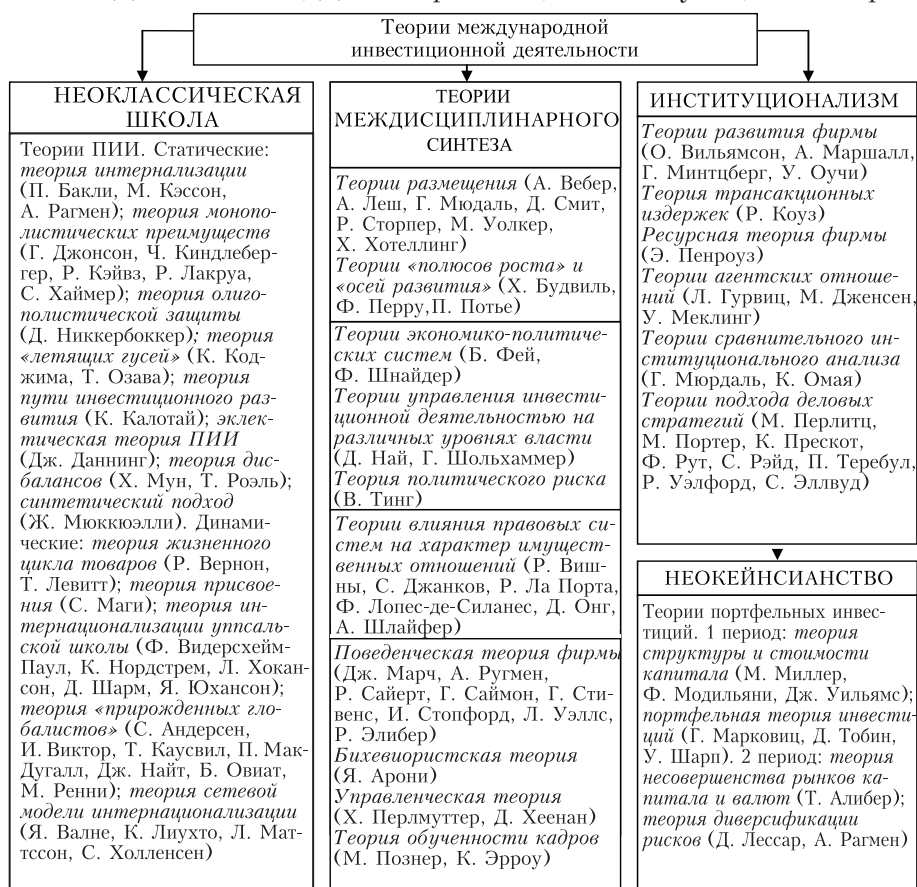 Теории международной
инвестиционной деятельности
НЕОКЛАССИЧЕСКАЯ
ШКОЛА
Теории ПИИ. Статические:
теория интернализации
(П. Бакли, М. Кэссон,
А. Рагмен); теория монопо-
листических преимуществ
(Г. Джонсон, Ч. Киндлебер-
гер, Р. Кэйвз, Р. Лакруа,
С. Хаймер); теория олиго-
полистической защиты
(Д. Никкербоккер); теория
«летящих гусей» (К. Код-
жима, Т. Озава); теория
пути инвестиционного раз-
вития (К. Калотай); эклек-
тическая теория ПИИ
(Дж. Даннинг); теория дис-
балансов (Х. Мун, Т. Роэль);
синтетический подход
(Ж. Мюккюэлли). Динами-
ческие: теория жизненного
цикла товаров (Р. Вернон,
Т. Левитт); теория присвое-
ния (С. Маги); теория ин-
тернационализации уппсаль-
ской школы (Ф. Видерсхейм-
Паул, К. Нордстрем, Л. Хокан-
сон, Д. Шарм, Я. Юхансон);
теория «прирожденных гло-
балистов» (С. Андерсен,
И. Виктор, Т. Каусвил, П. Мак-
Дугалл, Дж. Найт, Б. Овиат,
М. Ренни); теория сетевой
модели интернационализации
(Я. Валне, К. Лиухто, Л. Мат-
тссон, С. Холленсен)
ТЕОРИИ
МЕЖДИСЦИПЛИНАРНОГО
СИНТЕЗА
Теории размещения (А. Вебер,
А. Леш, Г. Мюдаль, Д. Смит,
Р. Сторпер, М. Уолкер,
Х. Хотеллинг)
Теории «полюсов роста» и
«осей развития» (Х. Будвиль,
Ф. Перру,П. Потье)
Теории экономико-политиче-
ских систем (Б. Фей,
Ф. Шнайдер)
Теории управления инвести-
ционной деятельностью на
различных уровнях власти
(Д. Най, Г. Шольхаммер)
Теория политического риска
(В. Тинг)
Теории влияния правовых си-
стем на характер имущест-
венных отношений (Р. Виш-
ны, С. Джанков, Р. Ла Порта,
Ф. Лопес-де-Силанес, Д. Онг,
А. Шлайфер)
Поведенческая теория фирмы
(Дж. Марч, А. Ругмен,
Р. Сайерт, Г. Саймон, Г. Сти-
венс, И. Стопфорд, Л. Уэллс,
Р. Элибер)
Бихевиористская теория
(Я. Арони)
Управленческая теория
(Х. Перлмуттер, Д. Хеенан)
Теория обученности кадров
(М. Познер, К. Эрроу)
ИНСТИТУЦИОНАЛИЗМ
Теории развития фирмы
(О. Вильямсон, А. Маршалл,
Г. Минтцберг, У. Оучи)
Теория трансакционных
издержек (Р. Коуз)
Ресурсная теория фирмы
(Э. Пенроуз)
Теории агентских отноше-
ний (Л. Гурвиц, М. Дженсен,
У. Меклинг)
Теории сравнительного ин-
ституционального анализа
(Г. Мюрдаль, К. Омая)
Теории подхода деловых
стратегий (М. Перлитц,
М. Портер, К. Прескот,
Ф. Рут, С. Рэйд, П. Теребул,
Р. Уэлфорд, С. Эллвуд)
НЕОКЕЙНСИАНСТВО
Теории портфельных инвес-
тиций. 1 период: теория
структуры и стоимости
капитала (М. Миллер,
Ф. Модильяни, Дж. Уильямс);
портфельная теория инвести-
ций (Г. Марковиц, Д. Тобин,
У. Шарп). 2 период: теория
несовершенства рынков ка-
питала и валют (Т. Алибер);
теория диверсификации
рисков (Д. Лессар, А. Рагмен)